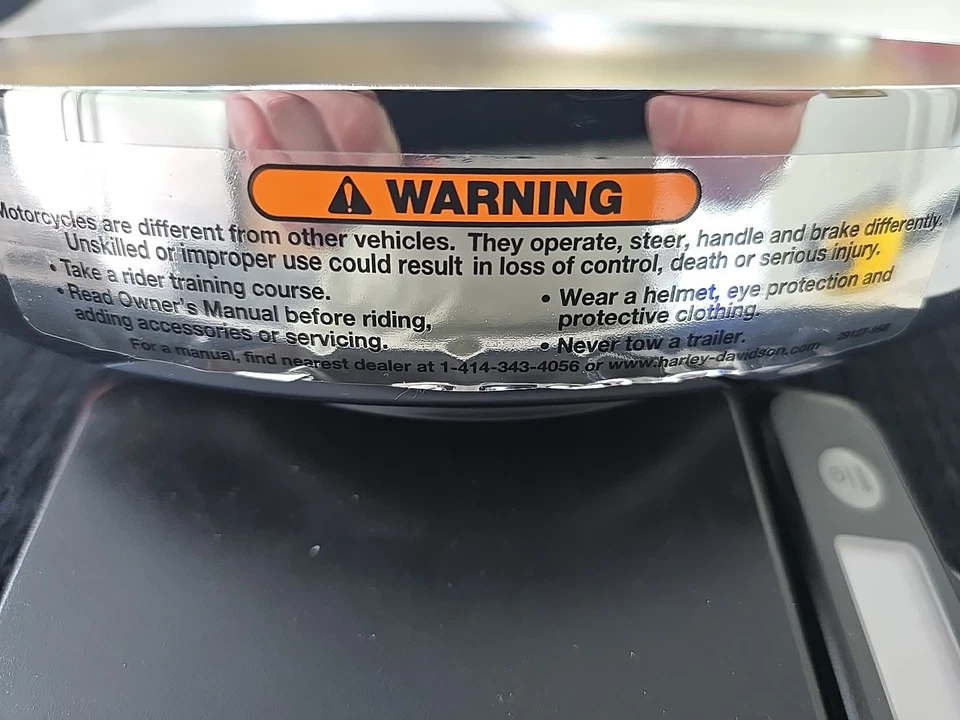 WARNING
Motorcycles are different from other vehicles. They operate, steer, handle and brake differently.
Unskilled or improper use could result in loss of control, death or serious injury.
• Take a rider training course.
• Read Owner's Manual before riding,
adding accessories or servicing.
• Wear a helmet, eye protection and
protective clothing.
• Never tow a trailer.
For a manual, find nearest dealer at 1-414-343-4056 or www.harley-davidson.com